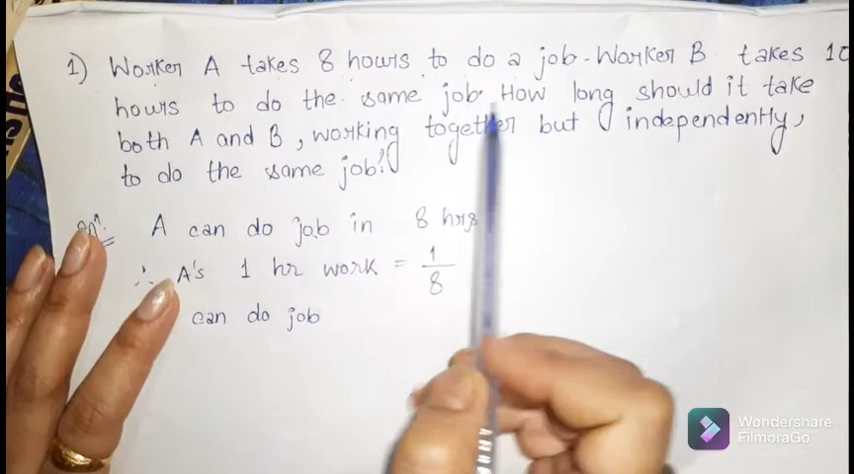 1) Worker A takes 8 hours to do a job. Worker B takes 10
hours to do the same job. How long should it take
both A and B, working together but independently,
to do the same job?
Solⁿ A can do job in 8 hrs
∴ A's 1 hr work = 1/8
can do job
Wondershare
FilmoraGo